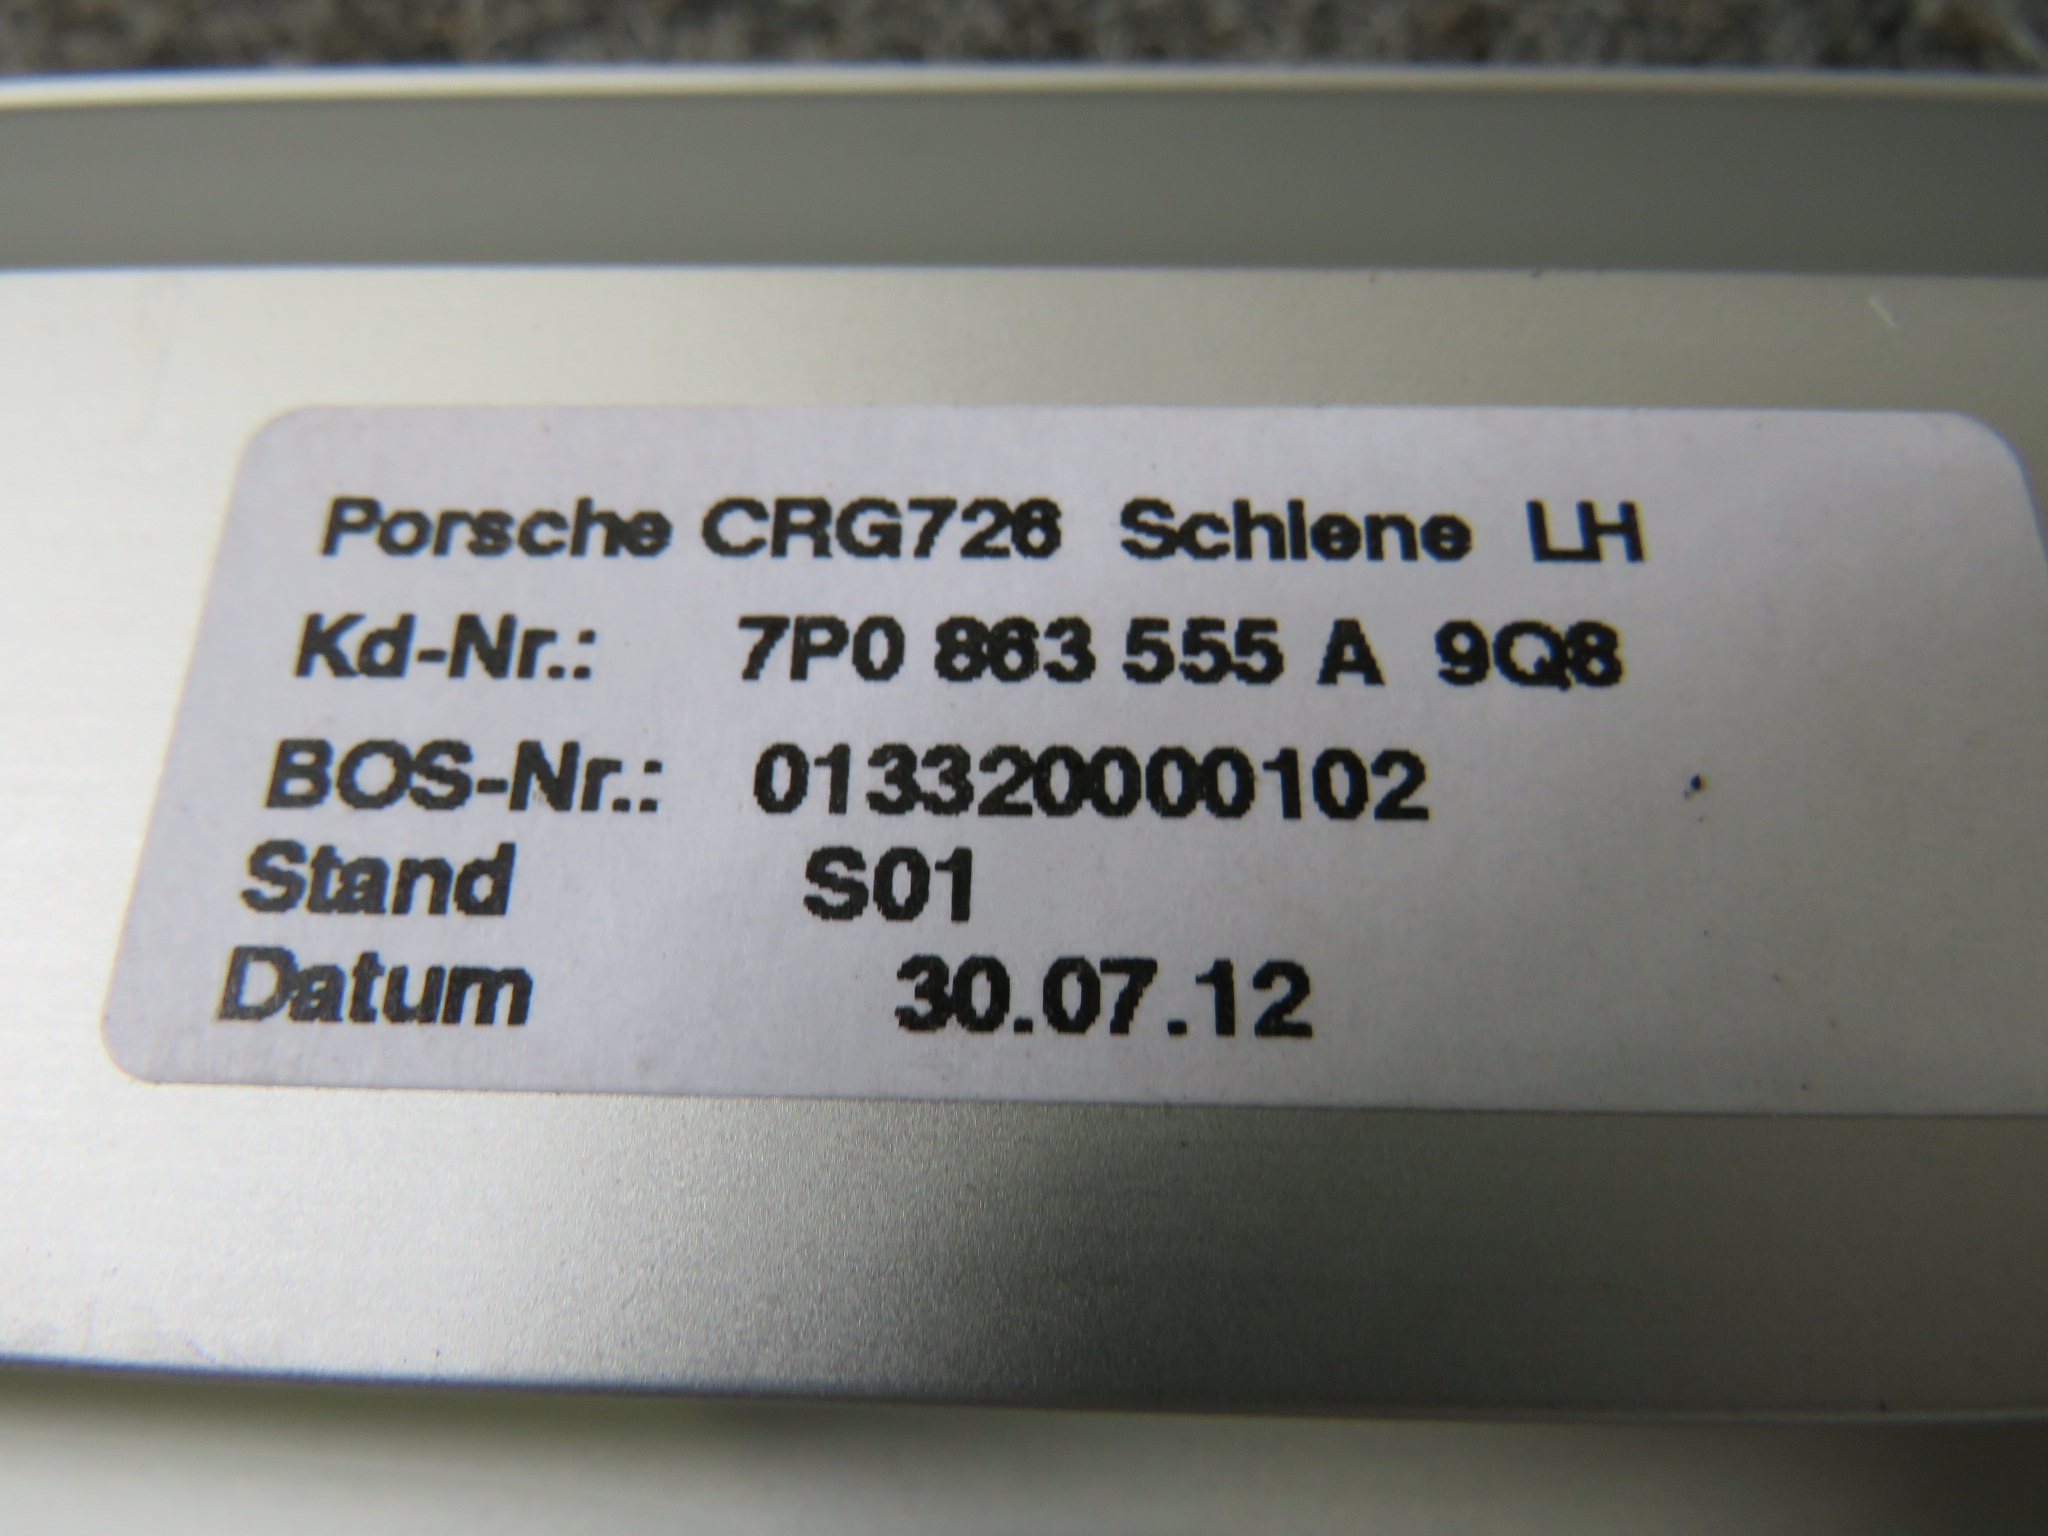 Porsche CRG726 Schiene LH
Kd-Nr.: 7P0 863 555 A 9Q8
BOS-Nr.: 013320000102
Stand S01
Datum 30.07.12